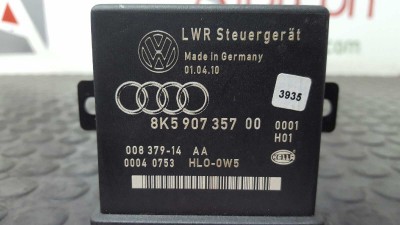 LWR Steuergerät
Made in Germany
01.04.10
3935
8K5 907 357 00 0001
H01
008 379-14 AA
0004 0753 HLO-0W5
HELLA